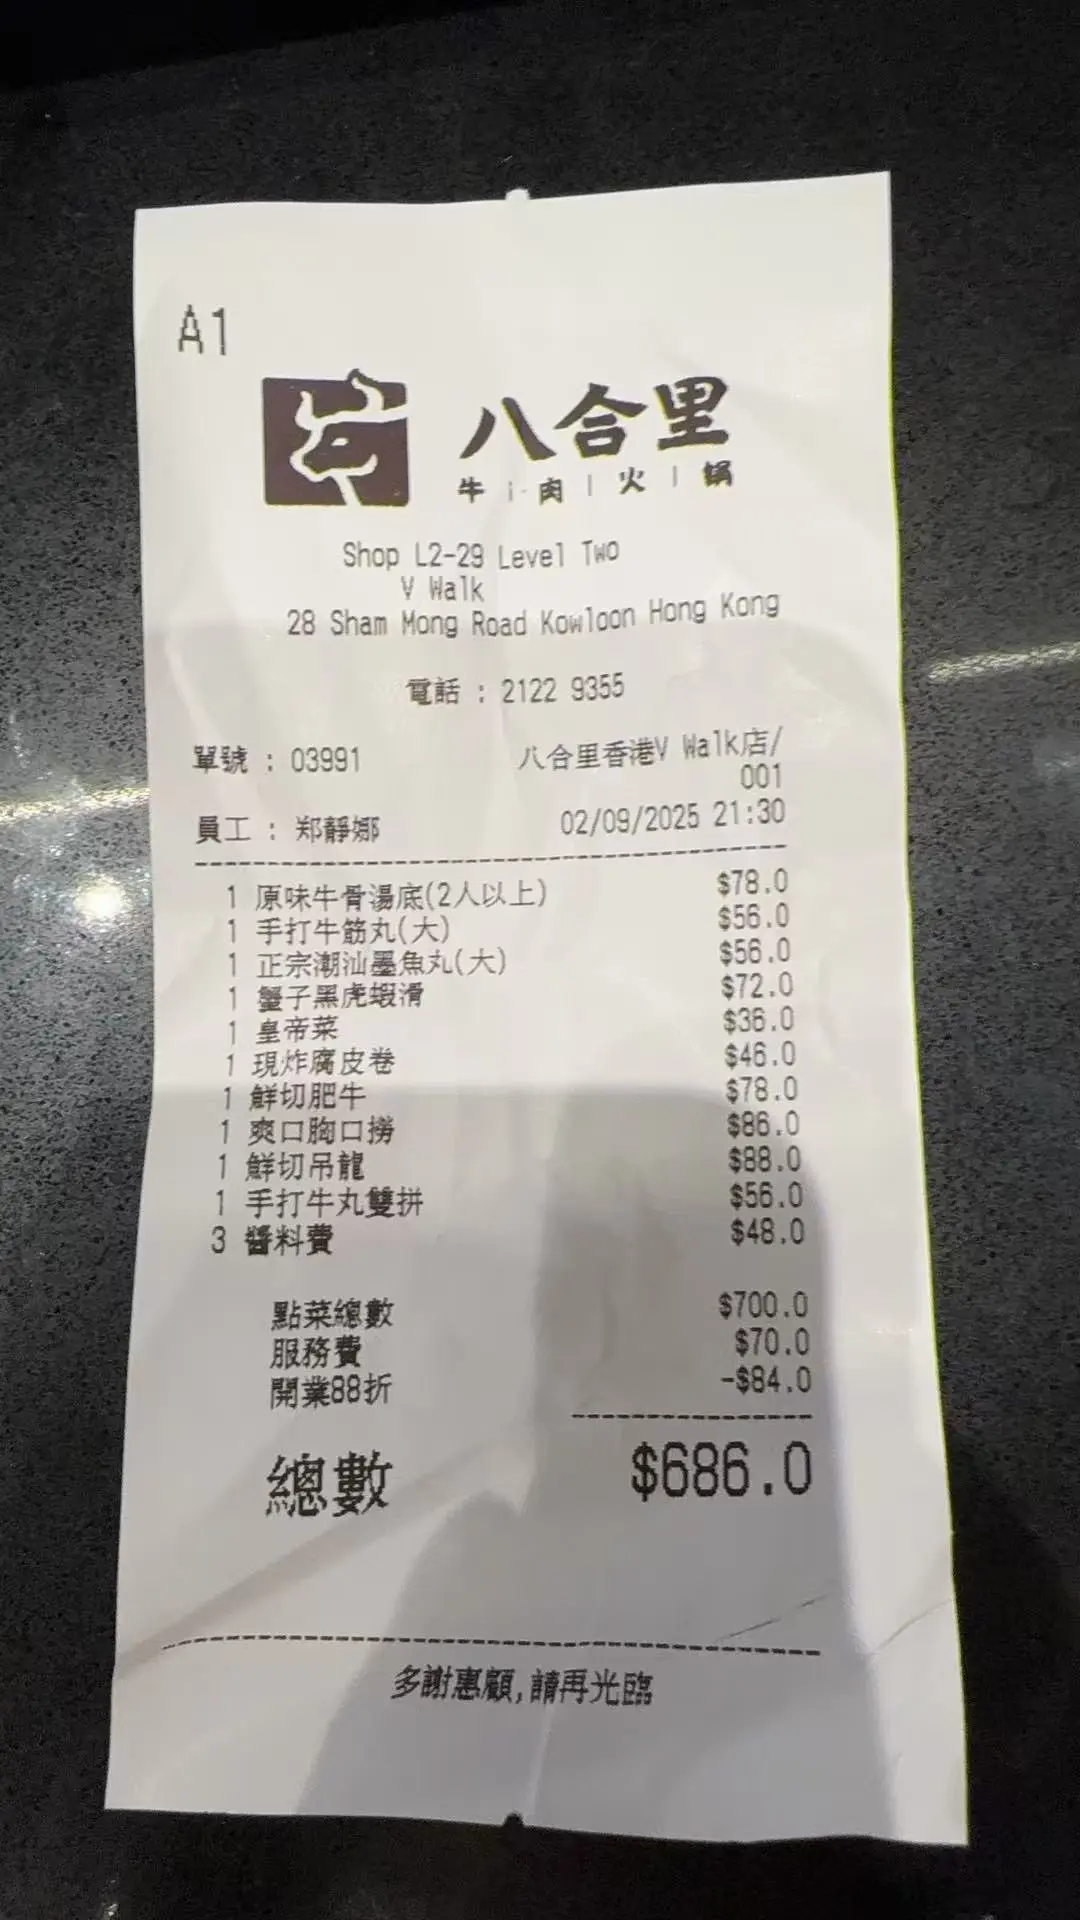 A1
八合里
牛|肉|火|鍋
Shop L2-29 Level Two
V Walk
28 Sham Mong Road Kowloon Hong Kong
電話 : 2122 9355
單號 : 03991 八合里香港V Walk店/
001
員工 : 郑靜娜 02/09/2025 21:30
1 原味牛骨湯底(2人以上) $78.0
1 手打牛筋丸(大) $56.0
1 正宗潮汕墨魚丸(大) $56.0
1 蟹子黑虎蝦滑 $72.0
1 皇帝菜 $36.0
1 現炸腐皮卷 $46.0
1 鮮切肥牛 $78.0
1 爽口胸口撈 $86.0
1 鮮切吊龍 $88.0
1 手打牛丸雙拼 $56.0
3 醬料費 $48.0
點菜總數 $700.0
服務費 $70.0
開業88折 -$84.0
總數 $686.0
多謝惠顧,請再光臨